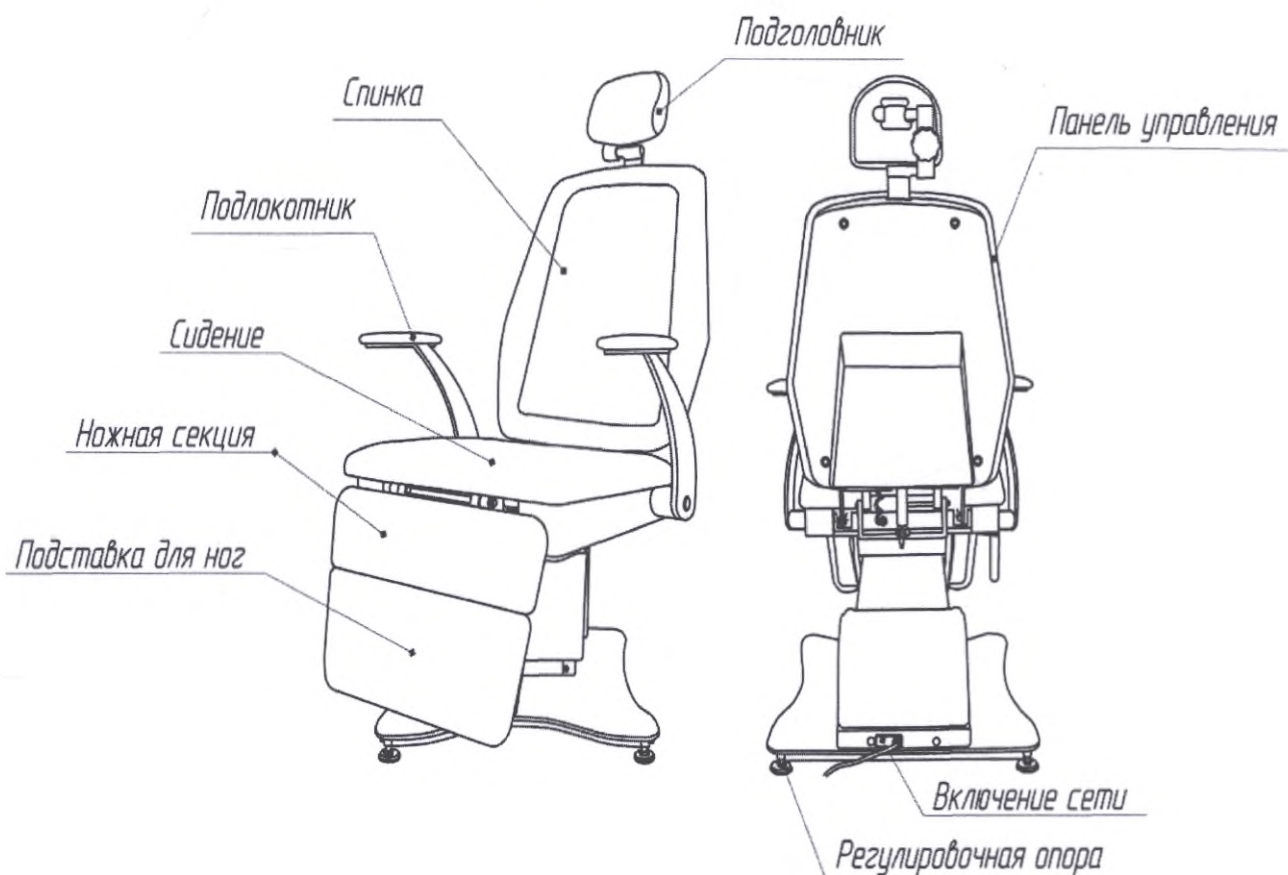 Подголовник
Спинка
Панель управления
Подлокотник
Сидение
Ножная секция
Подставка для ног
Включение сети
Регулировочная опора